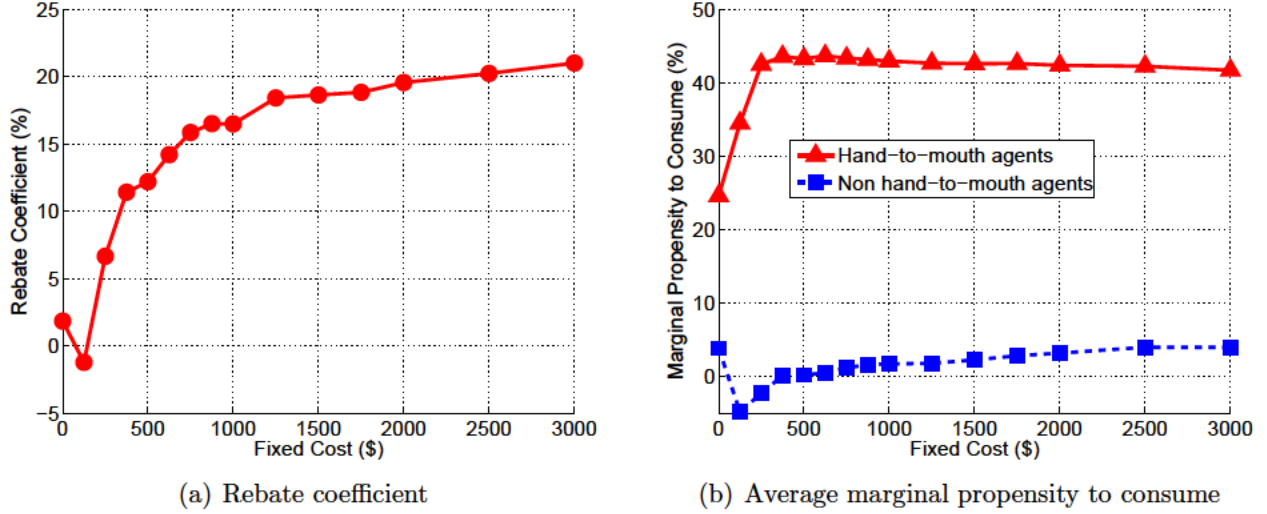 25
20
15
10
5
0
−5
Rebate Coefficient (%)
0 500 1000 1500 2000 2500 3000
Fixed Cost ($)
(a) Rebate coefficient
50
40
30
20
10
0
Marginal Propensity to Consume (%)
Hand−to−mouth agents
Non hand−to−mouth agents
0 500 1000 1500 2000 2500 3000
Fixed Cost ($)
(b) Average marginal propensity to consume